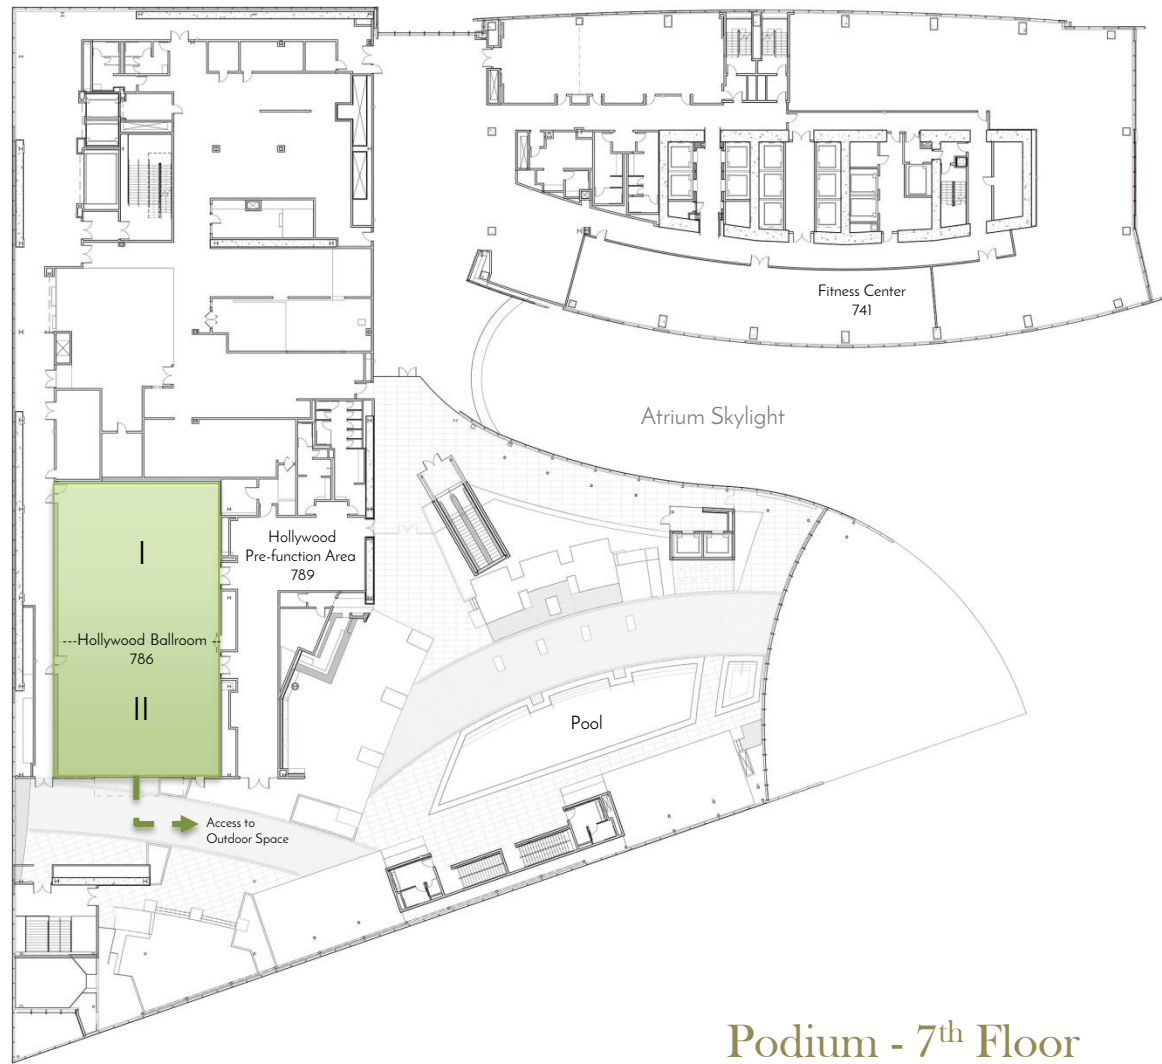 Fitness Center
741
Atrium Skylight
I
Hollywood
Pre-function Area
789
---Hollywood Ballroom --
786
II
Pool
Access to
Outdoor Space
Podium - 7th Floor